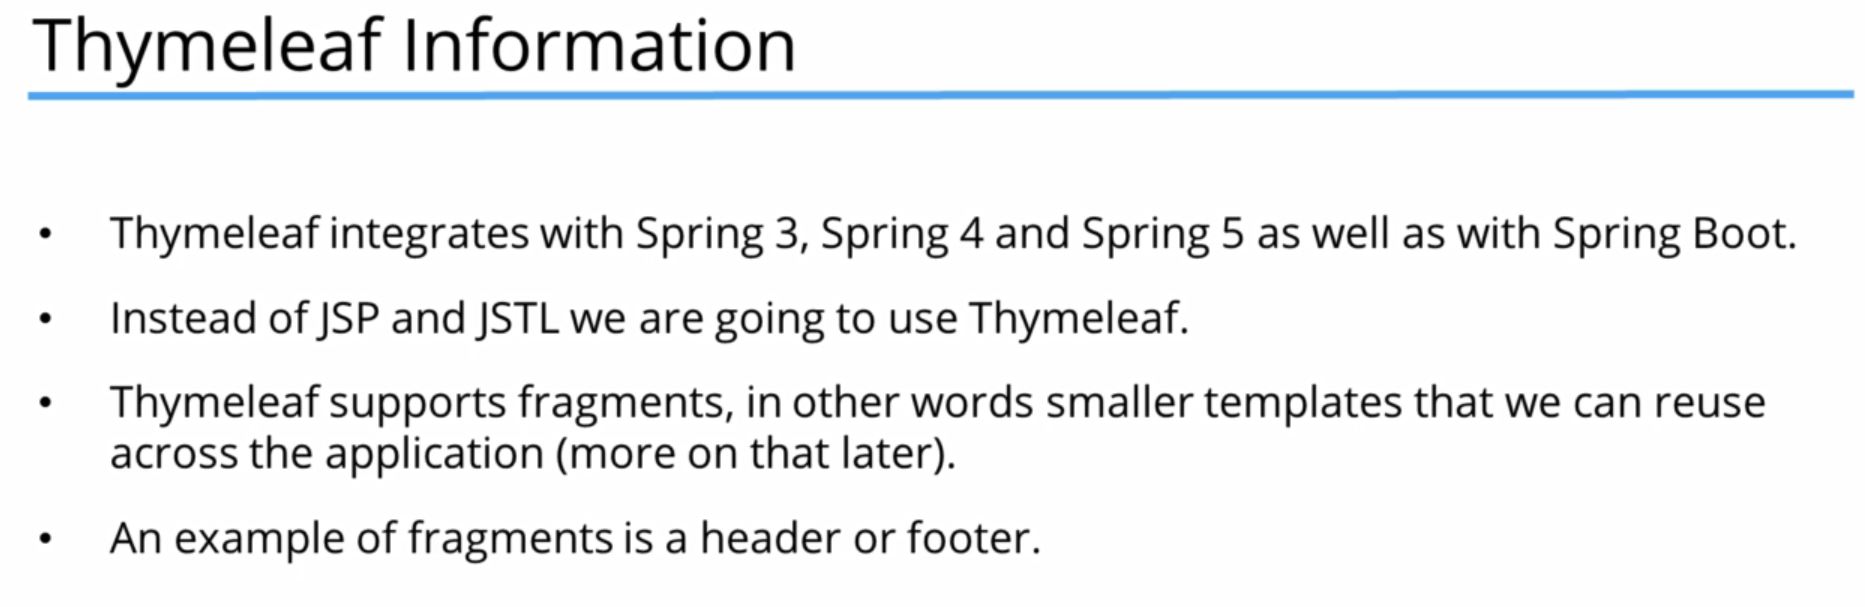 Thymeleaf Information
• Thymeleaf integrates with Spring 3, Spring 4 and Spring 5 as well as with Spring Boot.
• Instead of JSP and JSTL we are going to use Thymeleaf.
• Thymeleaf supports fragments, in other words smaller templates that we can reuse
across the application (more on that later).
• An example of fragments is a header or footer.